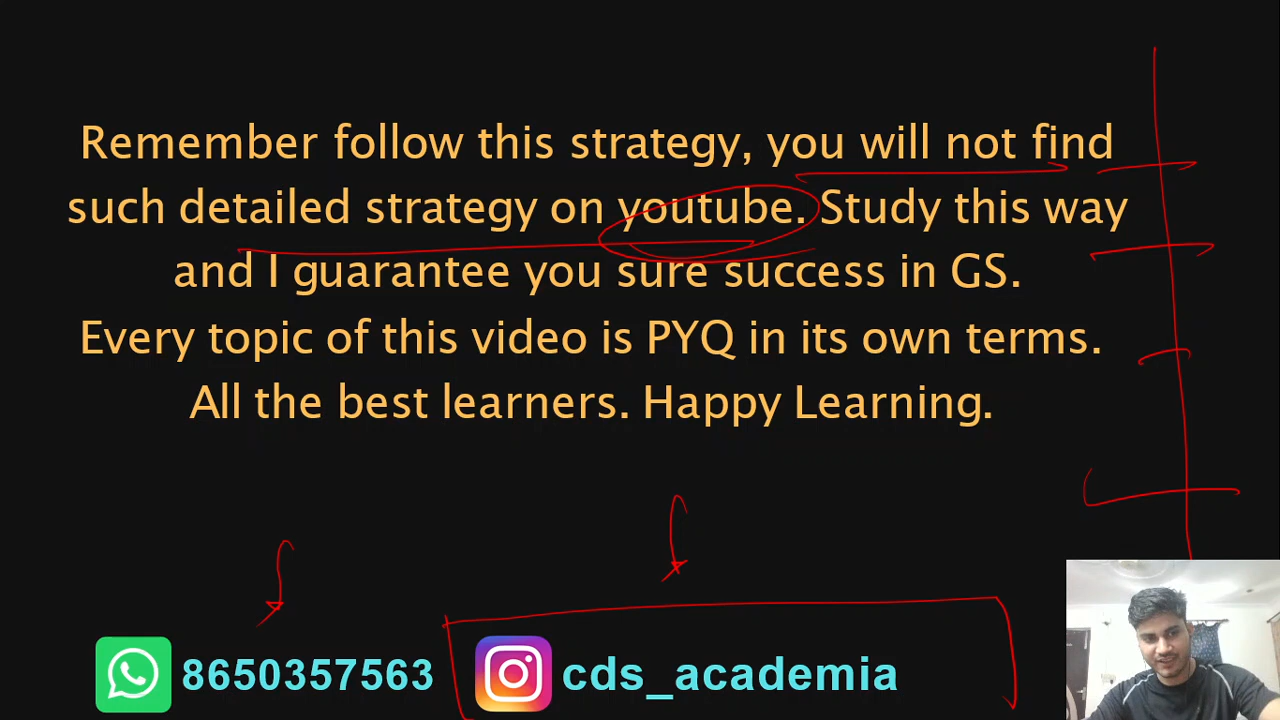 Remember follow this strategy, you will not find
such detailed strategy on youtube. Study this way
and I guarantee you sure success in GS.
Every topic of this video is PYQ in its own terms.
All the best learners. Happy Learning.
8650357563 cds_academia